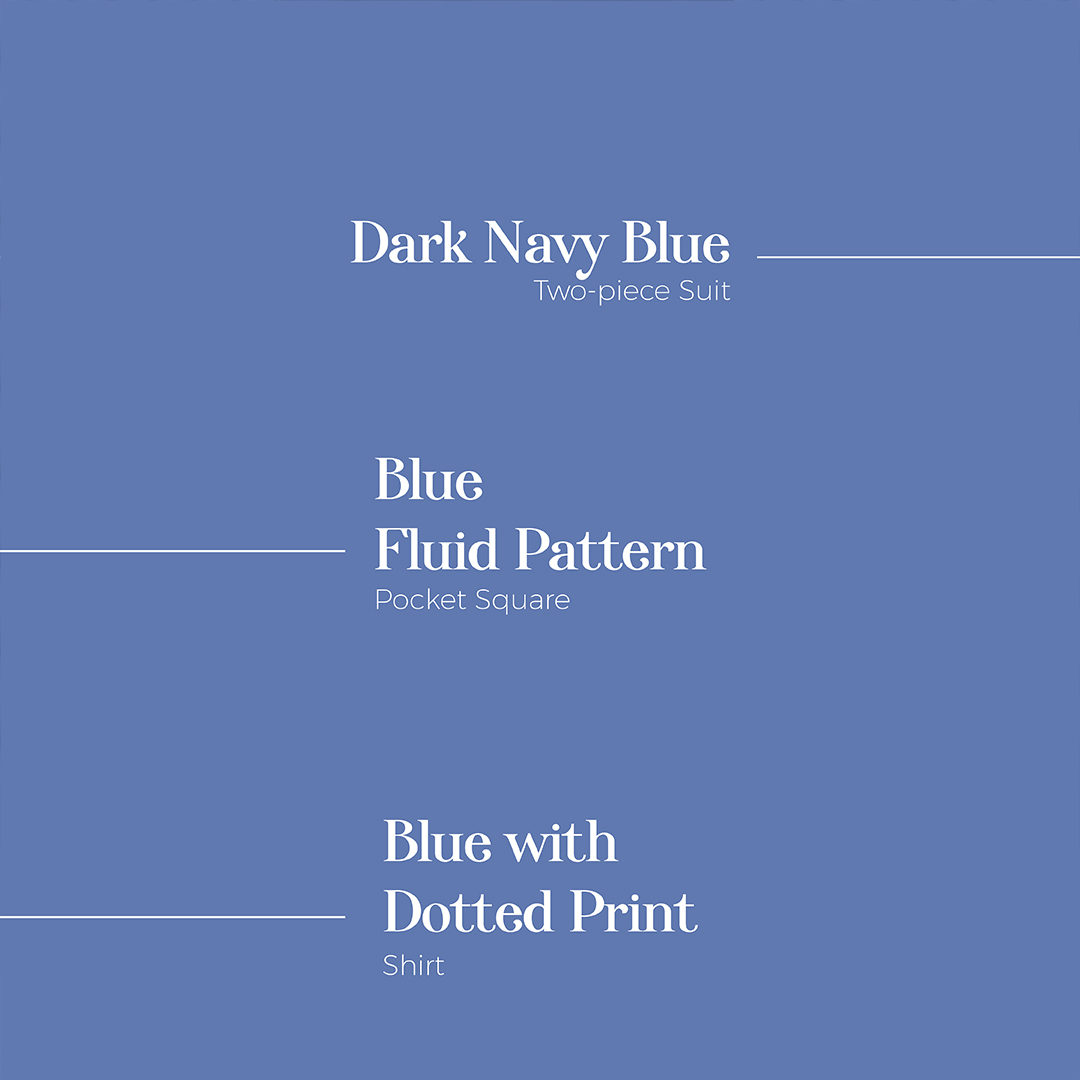 Dark Navy Blue
Two-piece Suit
Blue
Fluid Pattern
Pocket Square
Blue with
Dotted Print
Shirt